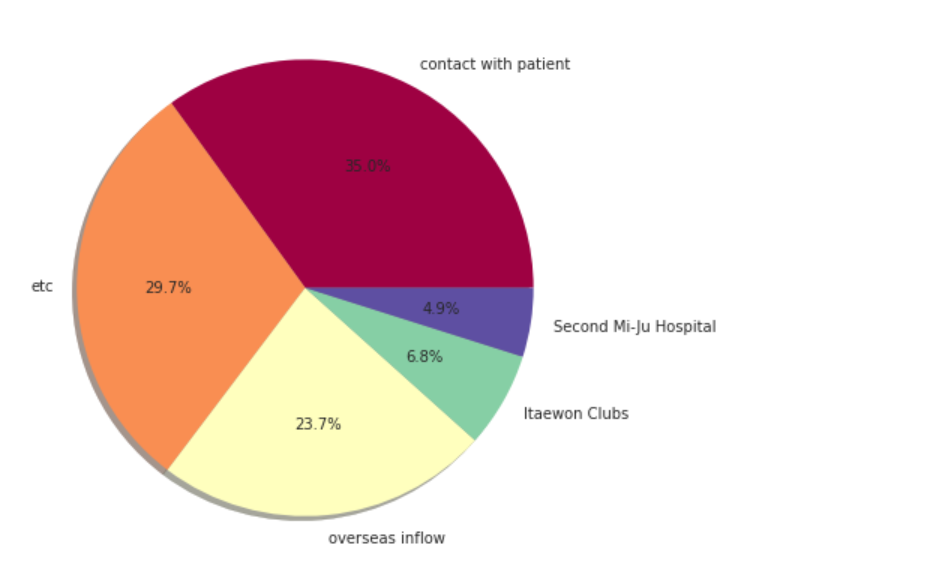 contact with patient
35.0%
etc
29.7%
4.9%
Second Mi-Ju Hospital
6.8%
Itaewon Clubs
23.7%
overseas inflow